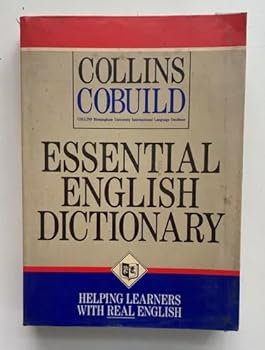 COLLINS
COBUILD
COLLINS Birmingham University International Language Database
ESSENTIAL
ENGLISH
DICTIONARY
HELPING LEARNERS
WITH REAL ENGLISH